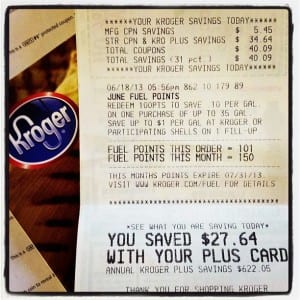 ******YOUR KROGER SAVINGS TODAY******
MFG CPN SAVINGS $ 5.45
STR CPN & KRO PLUS SAVINGS $ 34.64
TOTAL COUPONS $ 40.09
TOTAL SAVINGS (31 pct.) $ 40.09
******YOUR KROGER SAVINGS TODAY******
06/18/13 05:56pm 862 10 179 89
JUNE FUEL POINTS
REDEEM 100PTS TO SAVE 10¢ PER GAL.
ON ONE PURCHASE OF UP TO 35 GAL
SAVE UP TO $1 PER GAL AT KROGER OR
PARTICIPATING SHELLS ON 1 FILL-UP
FUEL POINTS THIS ORDER = 101
FUEL POINTS THIS MONTH = 150
THIS MONTHS POINTS EXPIRE 07/31/13
VISIT WWW.KROGER.COM/FUEL FOR DETAILS
*SEE WHAT YOU ARE SAVING TODAY*
YOU SAVED $27.64
WITH YOUR PLUS CARD
ANNUAL KROGER PLUS SAVINGS $622.05
THANK YOU FOR SHOPPING KROGER
Kroger